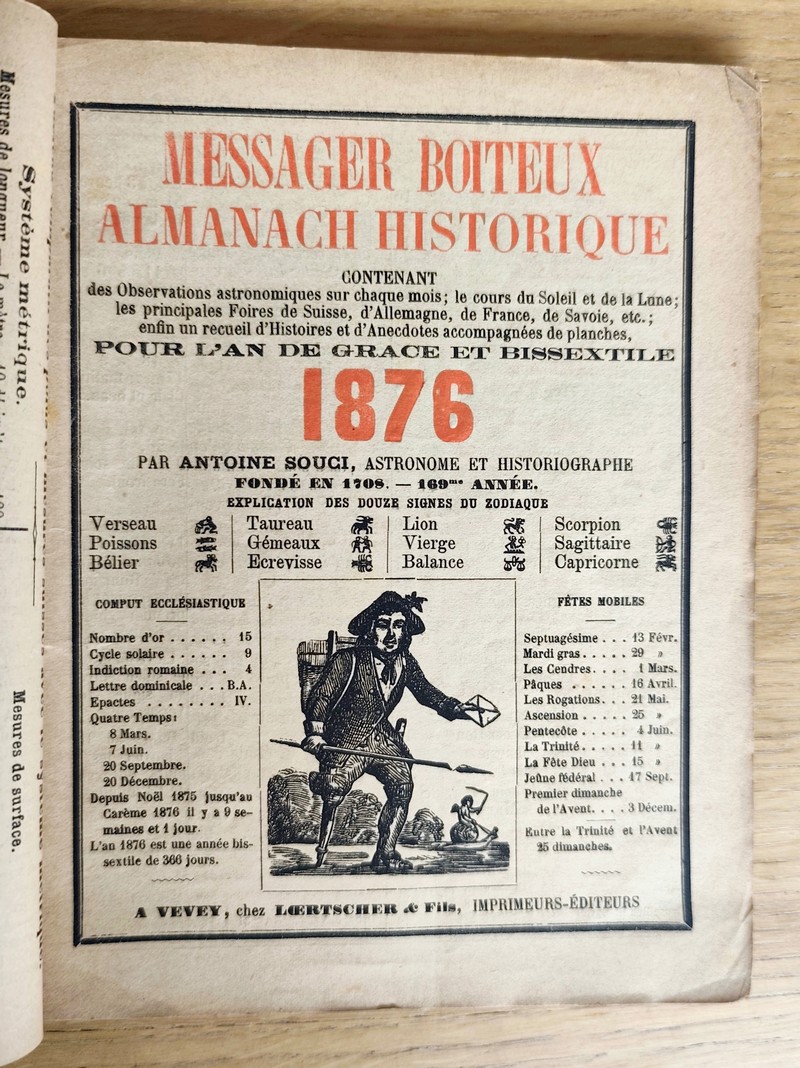 MESSAGER BOITEUX
ALMANACH HISTORIQUE
CONTENANT
des Observations astronomiques sur chaque mois; le cours du Soleil et de la Lune;
les principales Foires de Suisse, d'Allemagne, de France, de Savoie, etc.;
enfin un recueil d'Histoires et d'Anecdotes accompagnées de planches,
POUR L'AN DE GRACE ET BISSEXTILE
1876
PAR ANTOINE SOUCI, ASTRONOME ET HISTORIOGRAPHE
FONDÉ EN 1708. — 169me ANNÉE.
EXPLICATION DES DOUZE SIGNES DU ZODIAQUE
Verseau Taureau Lion Scorpion
Poissons Gémeaux Vierge Sagittaire
Bélier Ecrevisse Balance Capricorne
COMPUT ECCLÉSIASTIQUE
Nombre d'or . . . . . . 15
Cycle solaire . . . . . . 9
Indiction romaine . . . 4
Lettre dominicale . . . B.A.
Epactes . . . . . . . . IV.
Quatre Temps:
8 Mars.
7 Juin.
20 Septembre.
20 Décembre.
Depuis Noël 1875 jusqu'au
Carème 1876 il y a 9 se-
maines et 1 jour.
L'an 1876 est une année bis-
sextile de 366 jours.
FÊTES MOBILES
Septuagésime . . . 13 Févr.
Mardi gras . . . . . 29 »
Les Cendres. . . . 1 Mars.
Pâques . . . . . . 16 Avril.
Les Rogations. . . 21 Mai.
Ascension . . . . . 25 »
Pentecôte . . . . . 4 Juin.
La Trinité . . . . . 11 »
La Fête Dieu . . . 15 »
Jeûne fédéral . . . 17 Sept.
Premier dimanche
de l'Avent. . . . 3 Décem.
Entre la Trinité et l'Avent
25 dimanches.
A VEVEY, chez LŒRTSCHER & Fils, IMPRIMEURS-ÉDITEURS
Système métrique.
Mesures de longueur
Mesures de surface.